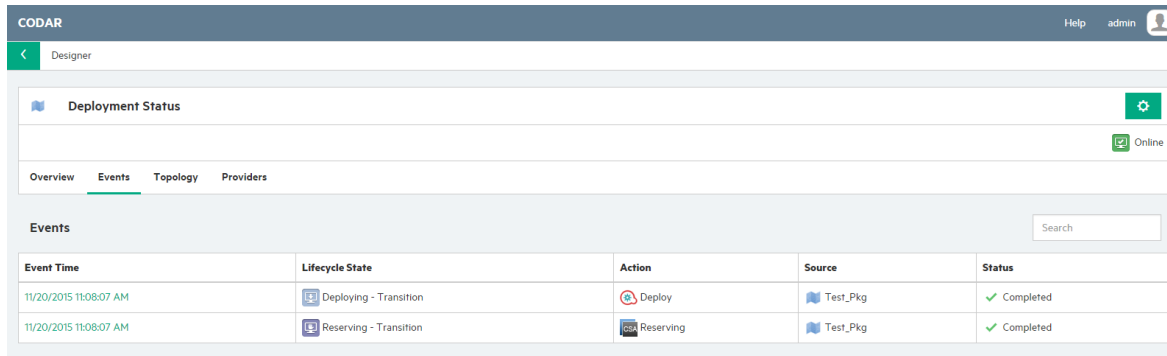 CODAR Help admin
Designer
Deployment Status
Online
Overview Events Topology Providers
Events Search
Event Time Lifecycle State Action Source Status
11/20/2015 11:08:07 AM Deploying - Transition Deploy Test_Pkg Completed
11/20/2015 11:08:07 AM Reserving - Transition CSA Reserving Test_Pkg Completed